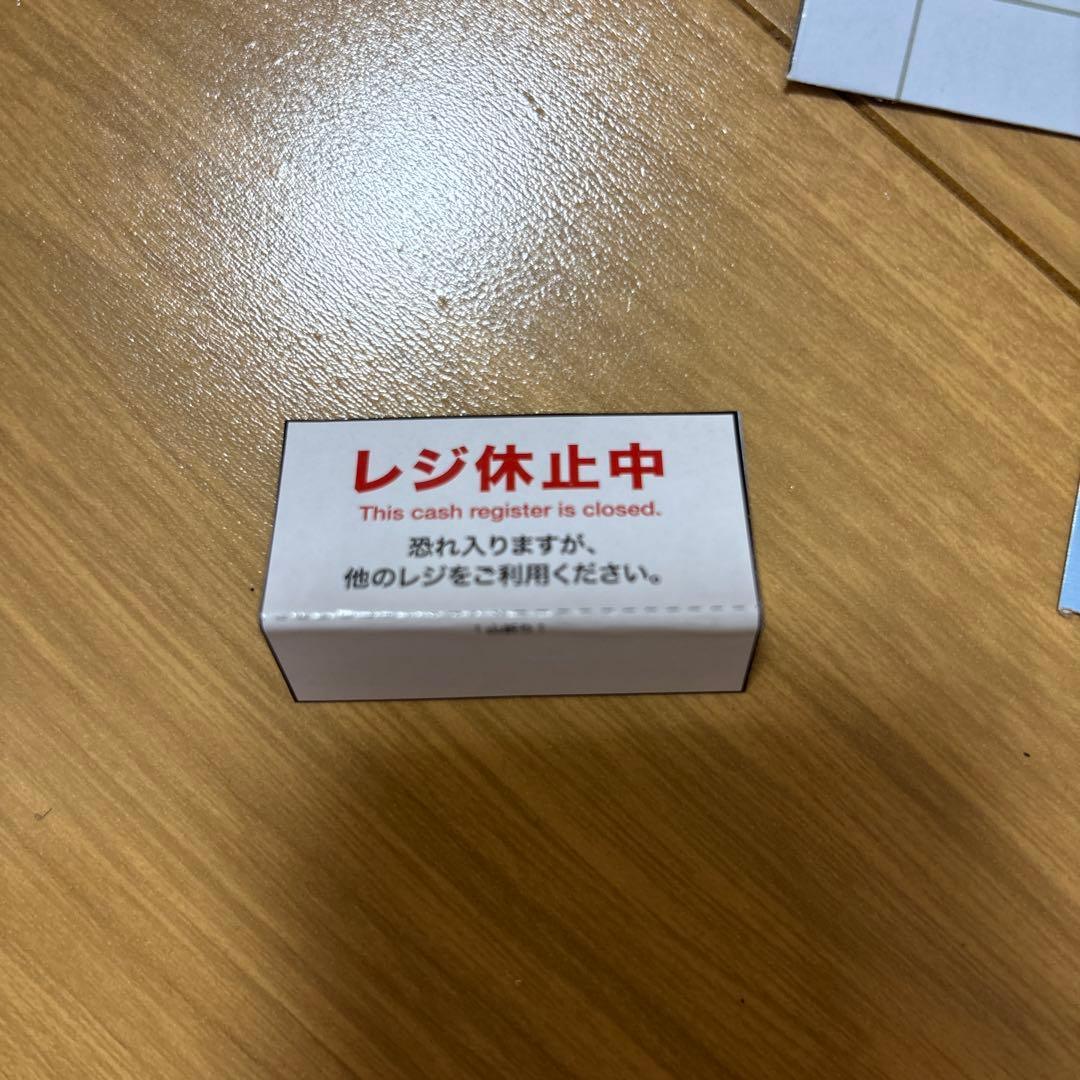 レジ休止中
This cash register is closed.
恐れ入りますが、
他のレジをご利用ください。